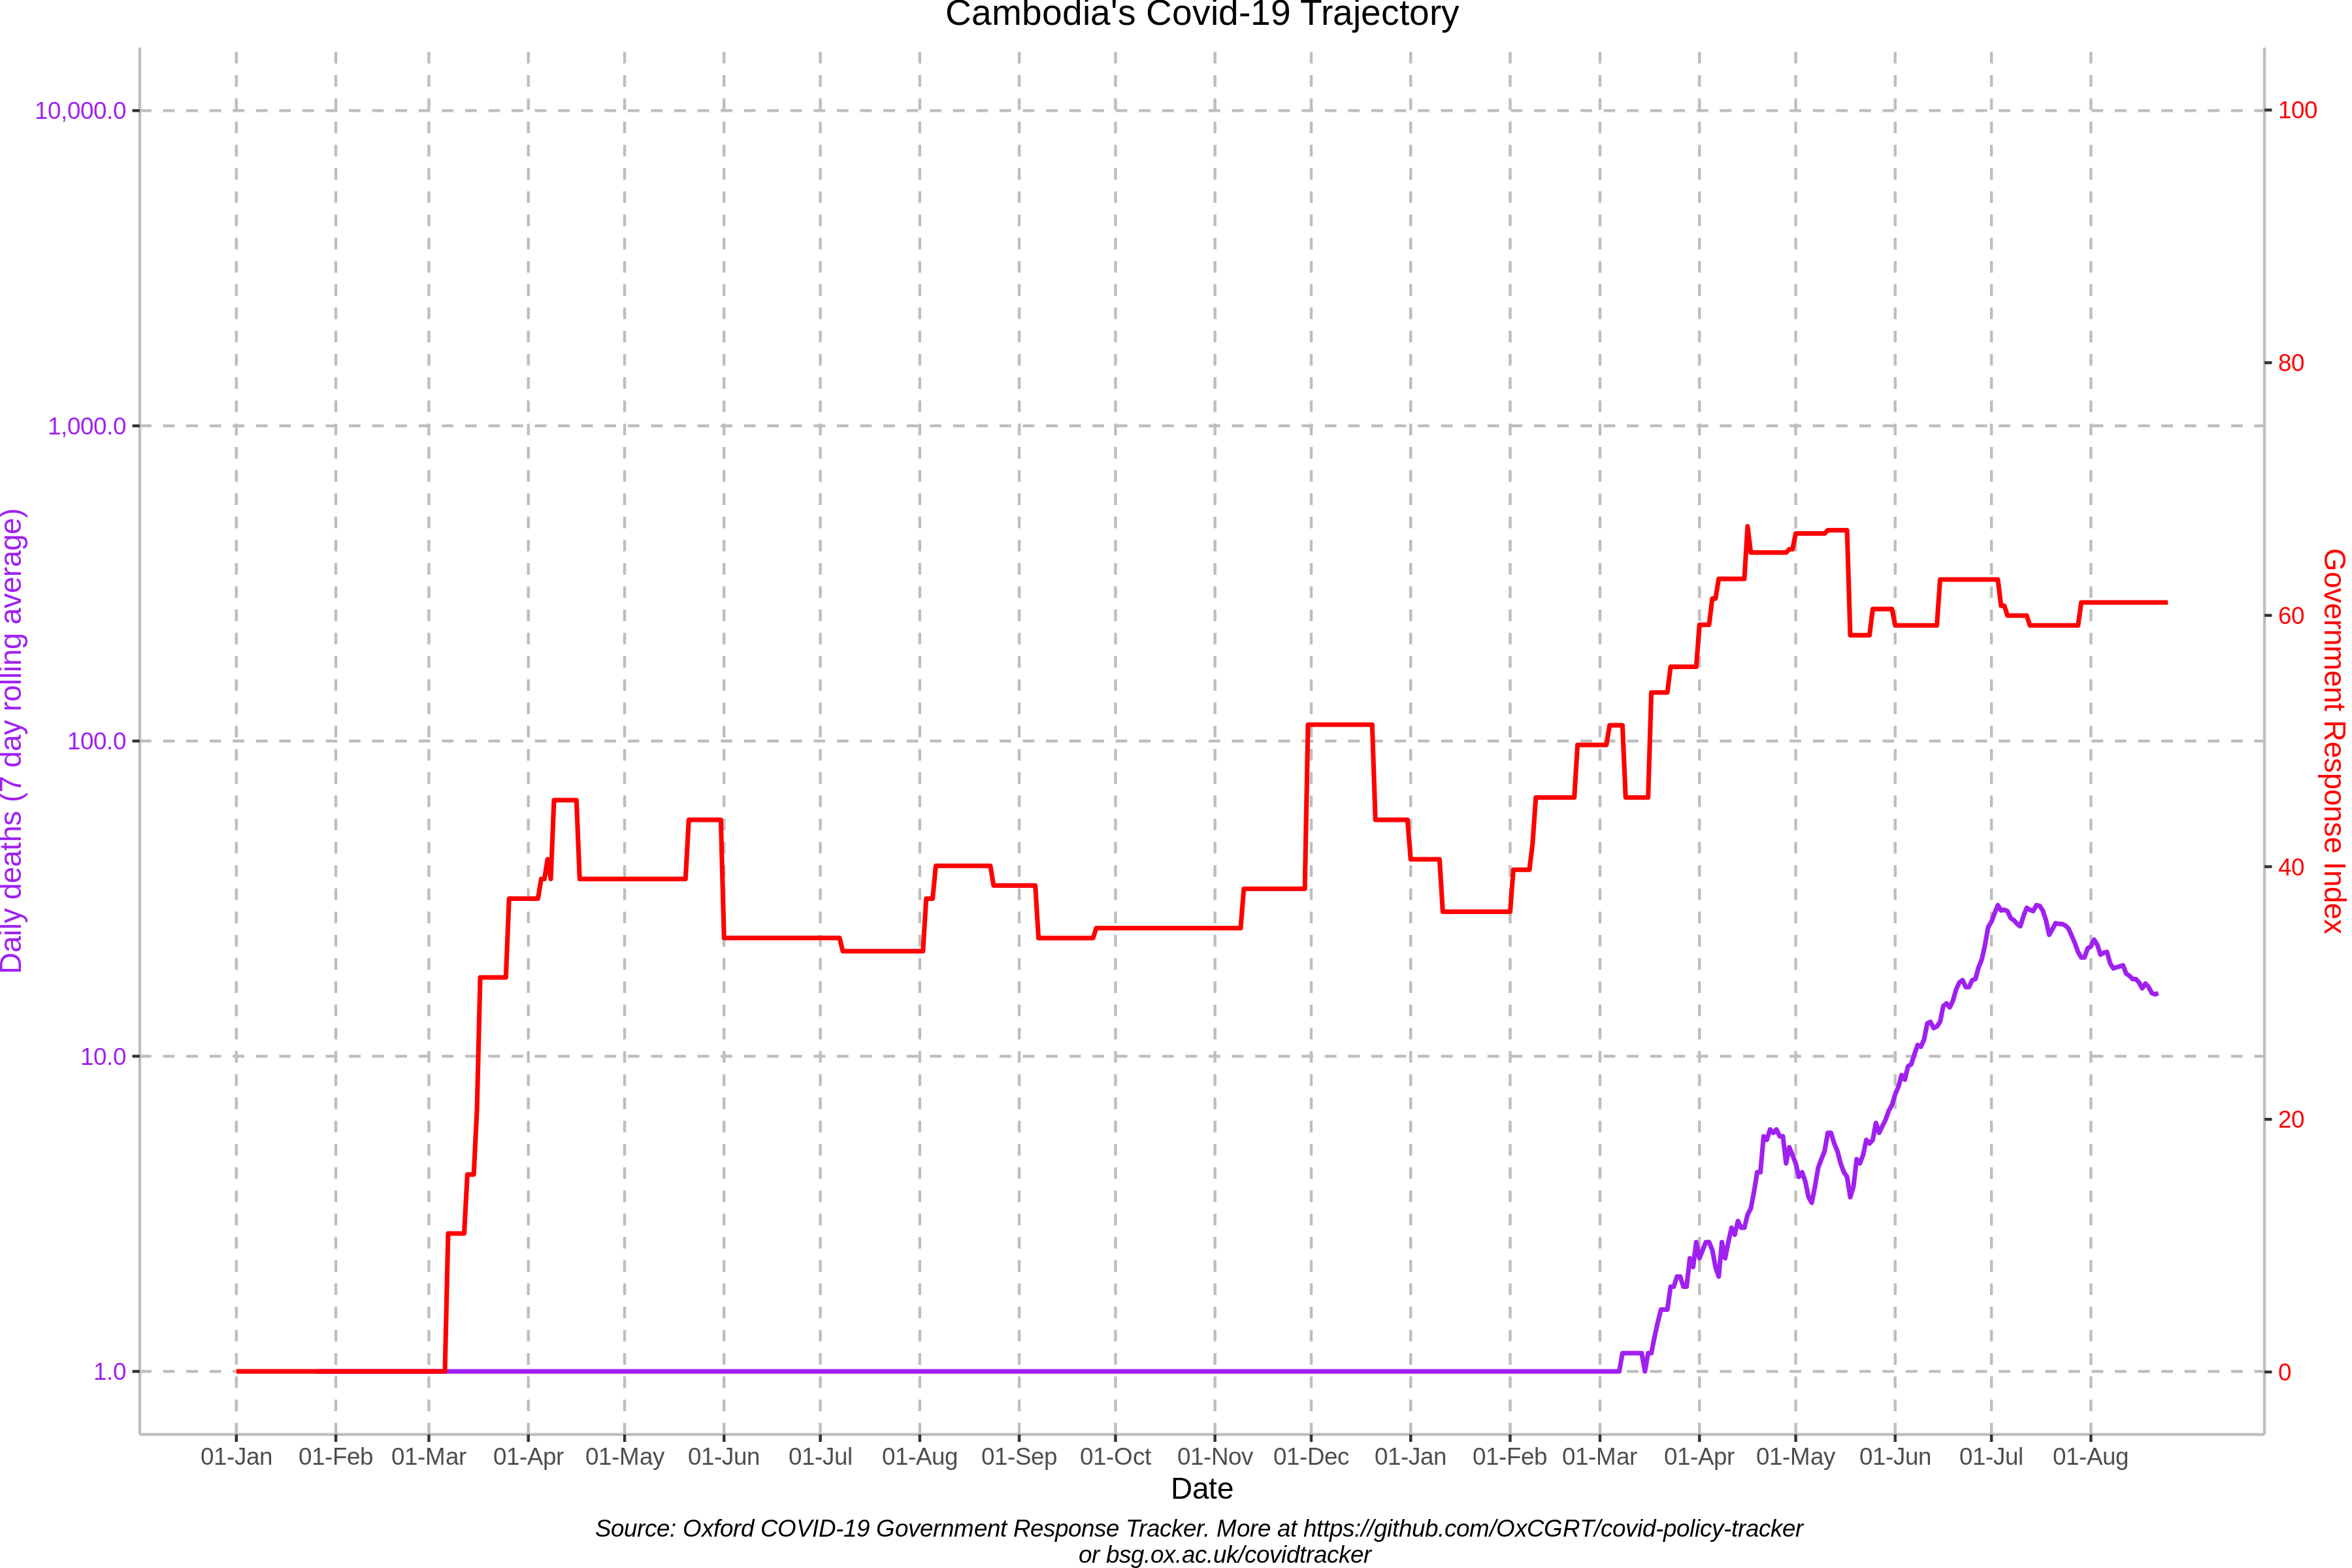 Cambodia's Covid-19 Trajectory
10,000.0
1,000.0
100.0
10.0
1.0
Daily deaths (7 day rolling average)
100
80
60
40
20
0
Government Response Index
01-Jan 01-Feb 01-Mar 01-Apr 01-May 01-Jun 01-Jul 01-Aug 01-Sep 01-Oct 01-Nov 01-Dec 01-Jan 01-Feb 01-Mar 01-Apr 01-May 01-Jun 01-Jul 01-Aug
Date
Source: Oxford COVID-19 Government Response Tracker. More at https://github.com/OxCGRT/covid-policy-tracker
or bsg.ox.ac.uk/covidtracker